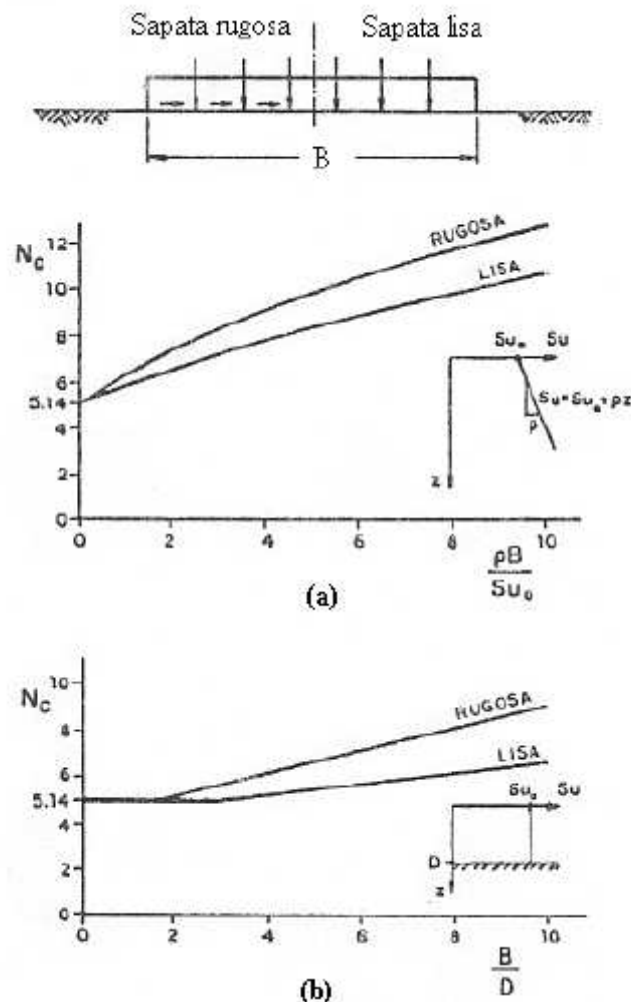 Sapata rugosa
Sapata lisa
B
N_c
12
10
8
6
5.14
4
2
0
RUGOSA
LISA
Su_o Su
Su = Su_o + ρz
ρ
z
0 2 4 6 8 10
ρB
Su_o
(a)
N_c
10
8
6
5.14
4
2
0
RUGOSA
LISA
Su_o Su
D
z
0 2 4 6 8 10
B
D
(b)